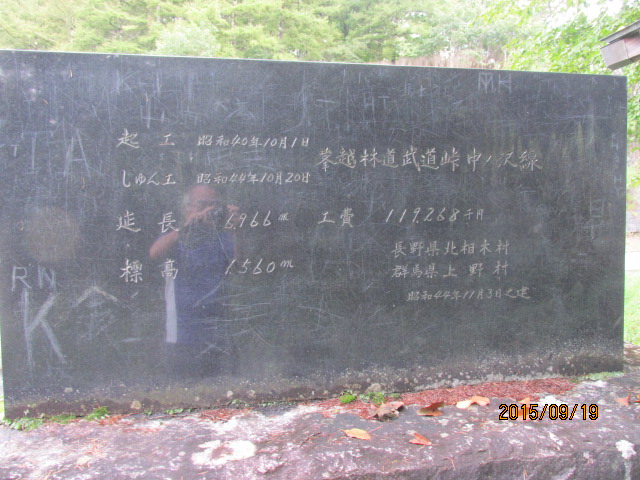 起工 昭和40年10月1日
しゅん工 昭和44年10月20日
延長 6,966m
標高 1,560m
峯越林道武道峠中ノ沢線
工費 119,268千円
長野県北相木村
群馬県上野村
昭和44年11月3日之建
MH
TA
RN
K
2015/09/19